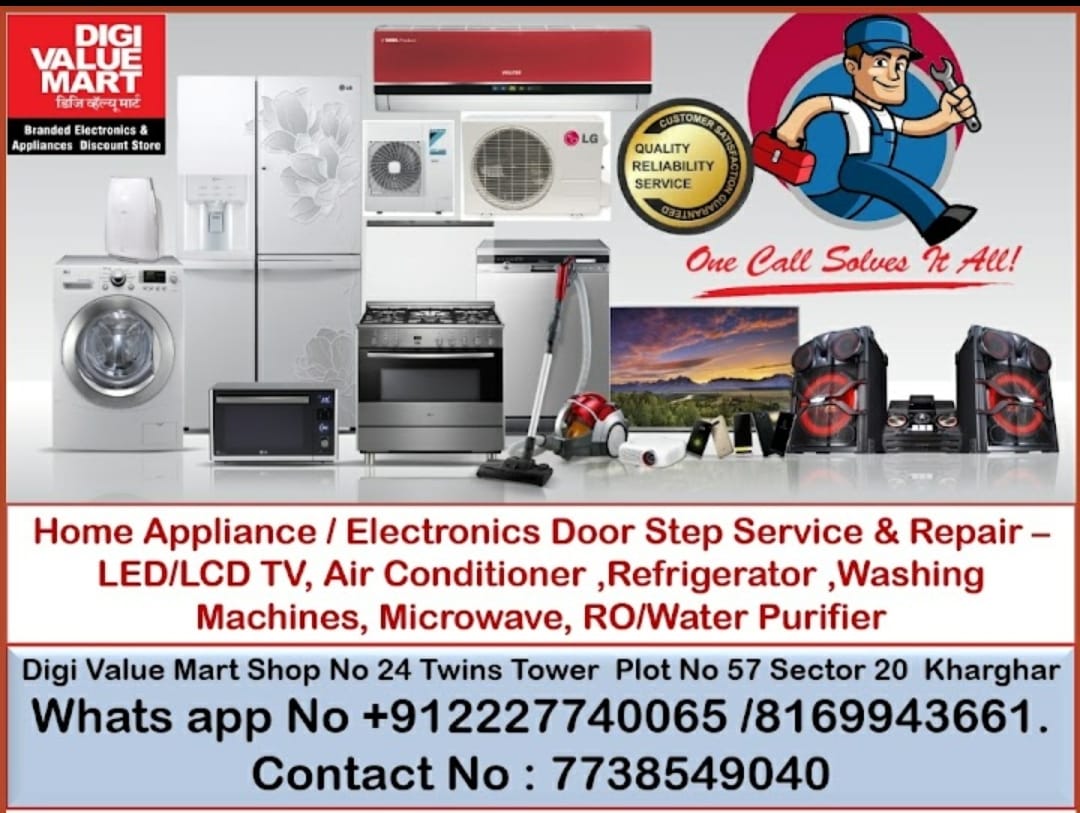 DIGI
VALUE
MART
डिजि व्हॅल्यू मार्ट
Branded Electronics &
Appliances Discount Store
LG
VOLTAS
LG
CUSTOMER SATISFACTION
QUALITY
RELIABILITY
SERVICE
GUARANTEED
One Call Solves It All!
Home Appliance / Electronics Door Step Service & Repair –
LED/LCD TV, Air Conditioner ,Refrigerator ,Washing
Machines, Microwave, RO/Water Purifier
Digi Value Mart Shop No 24 Twins Tower Plot No 57 Sector 20 Kharghar
Whats app No +912227740065 /8169943661.
Contact No : 7738549040